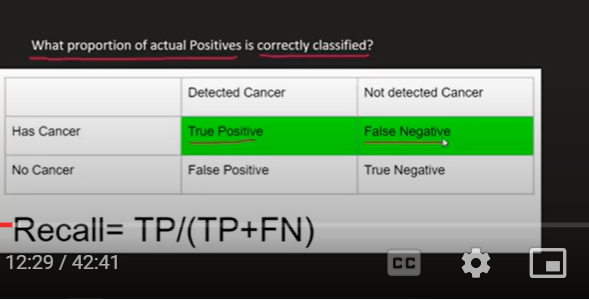 What proportion of actual Positives is correctly classified?
Detected Cancer Not detected Cancer
Has Cancer True Positive False Negative
No Cancer False Positive True Negative
Recall= TP/(TP+FN)
12:29 / 42:41 CC